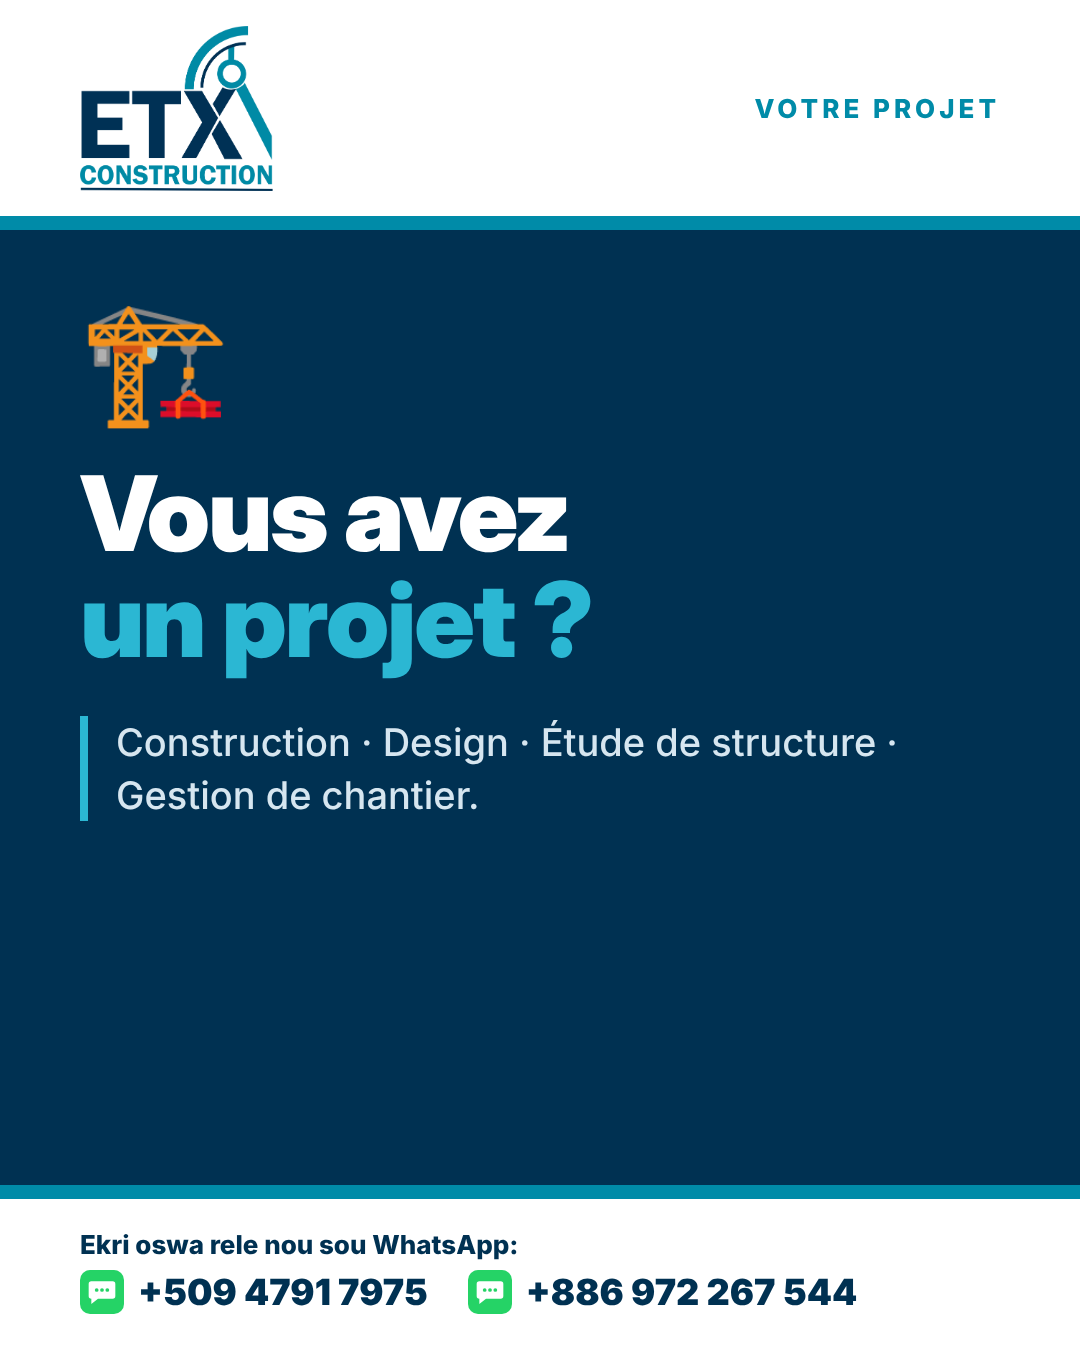 ETX
CONSTRUCTION
VOTRE PROJET
Vous avez
un projet ?
Construction · Design · Étude de structure ·
Gestion de chantier.
Ekri oswa rele nou sou WhatsApp:
+509 4791 7975 +886 972 267 544